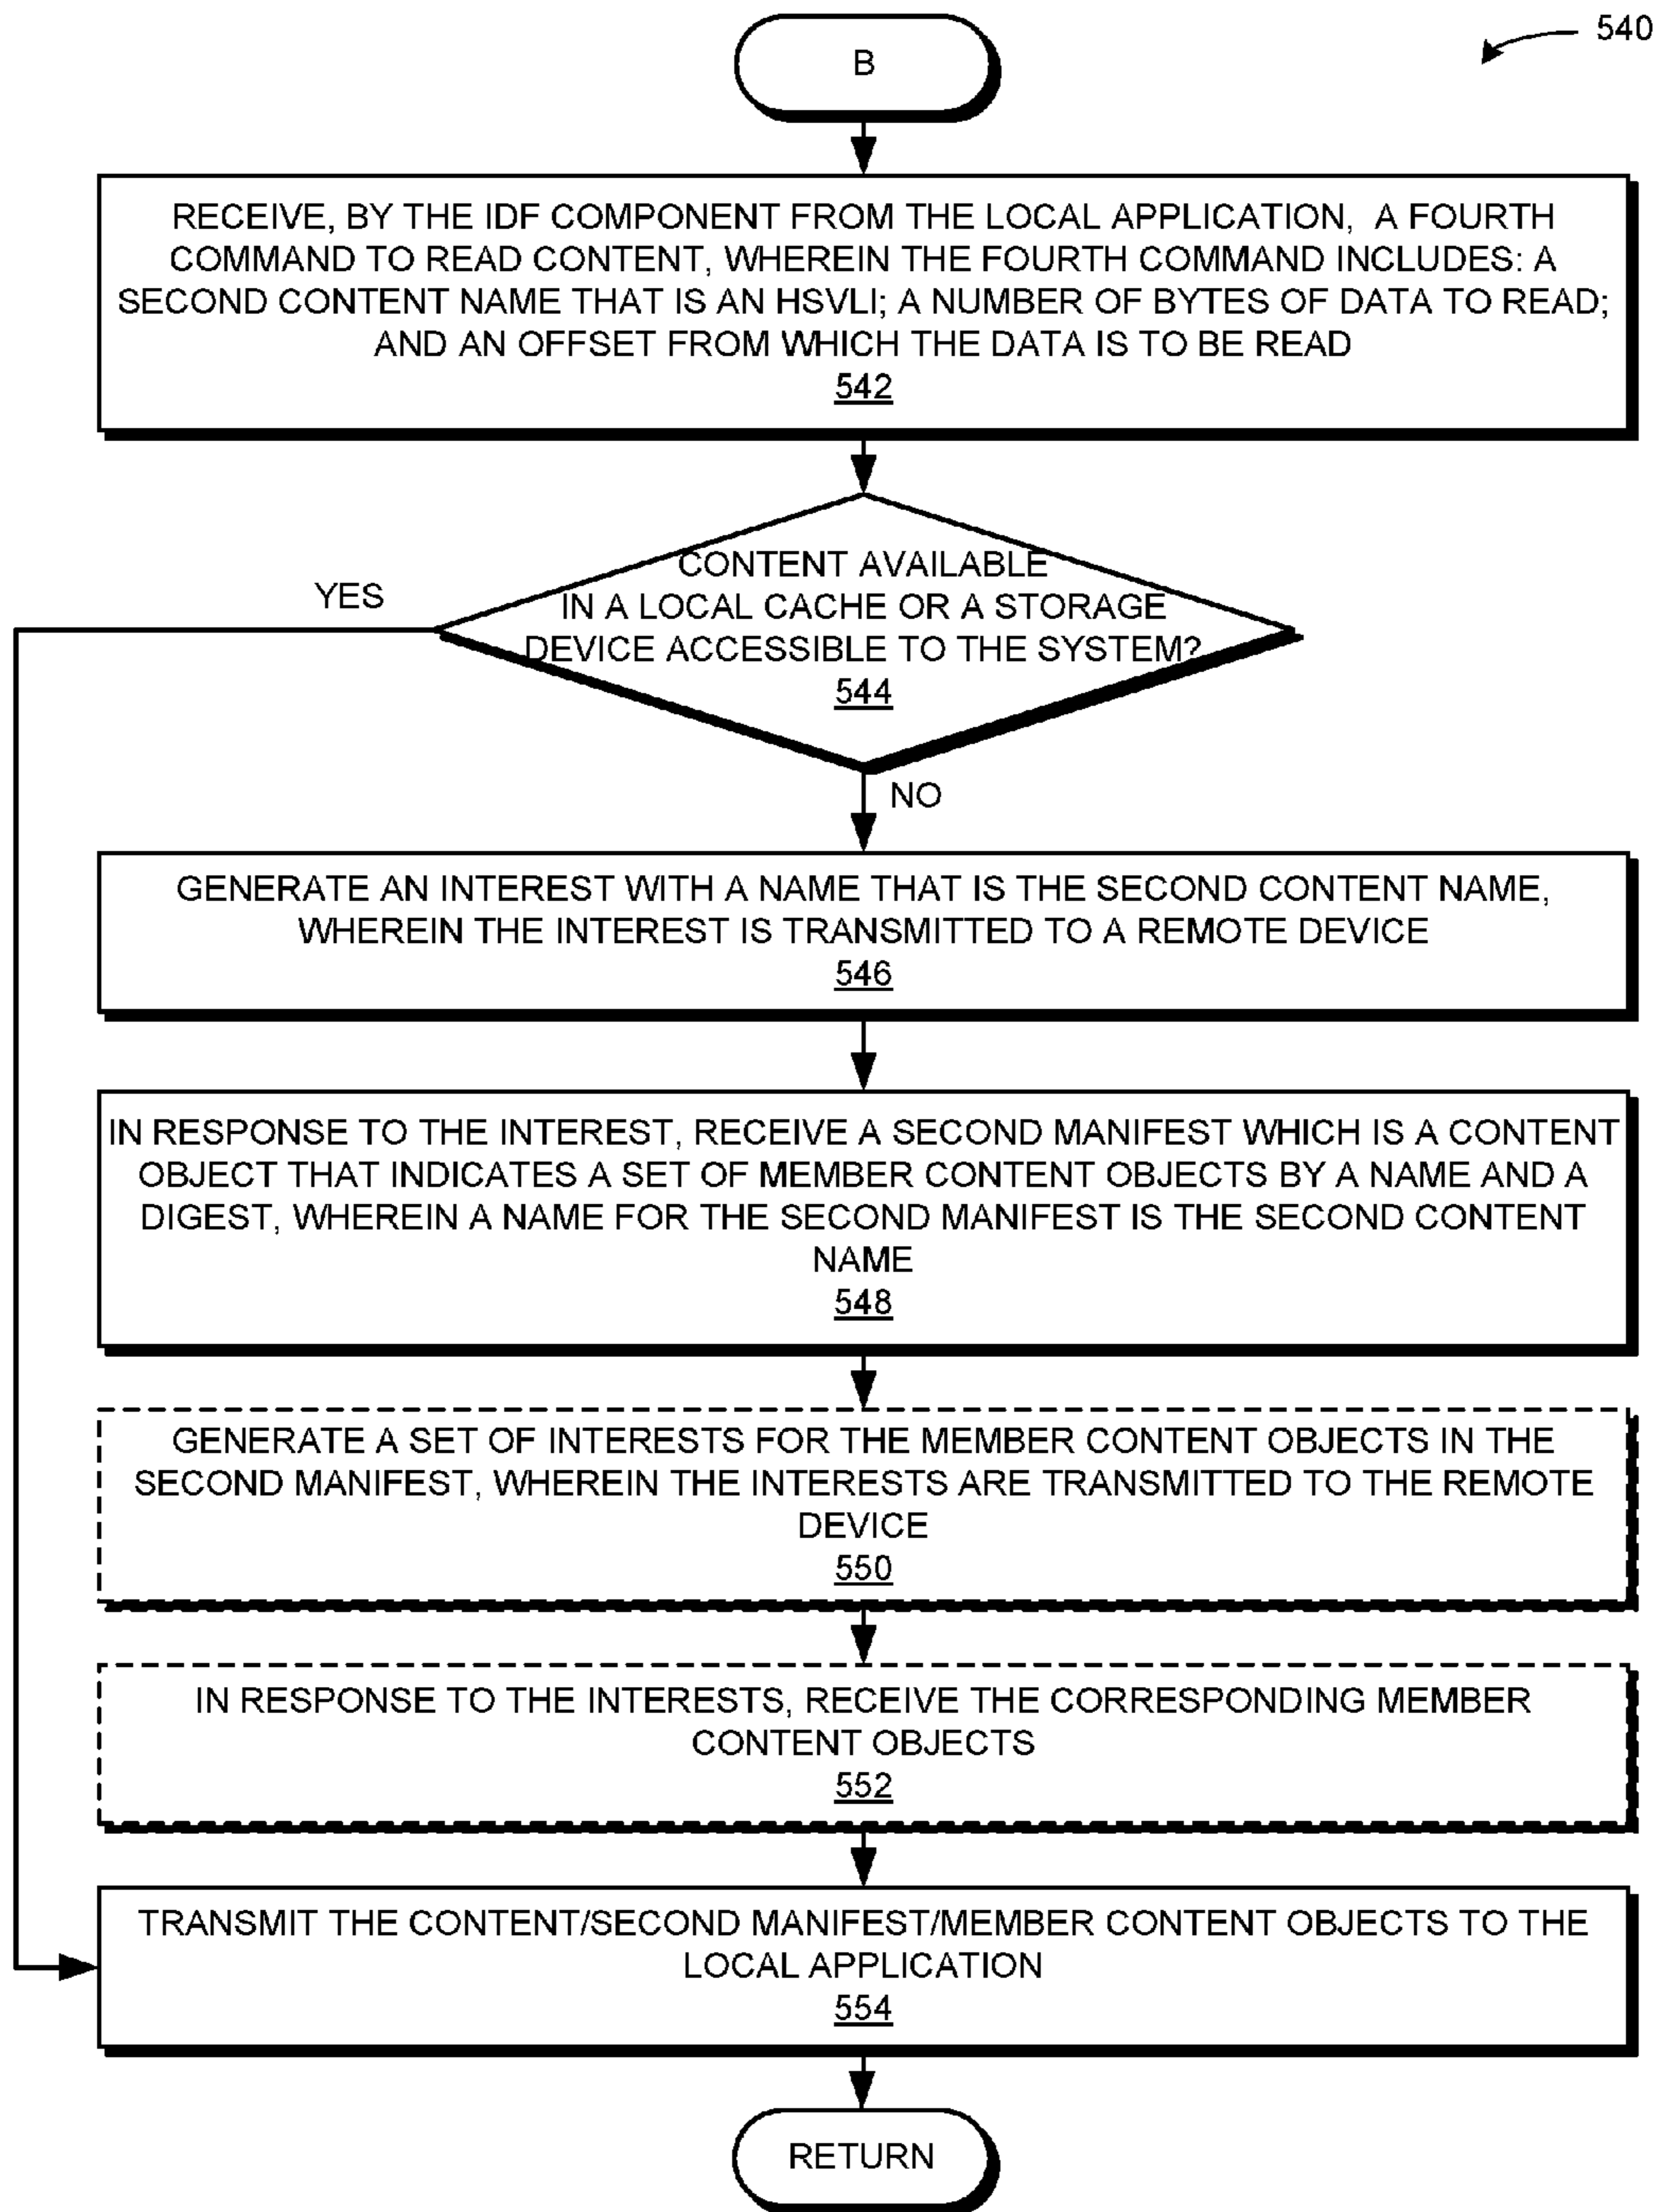 540
B
RECEIVE, BY THE IDF COMPONENT FROM THE LOCAL APPLICATION, A FOURTH
COMMAND TO READ CONTENT, WHEREIN THE FOURTH COMMAND INCLUDES: A
SECOND CONTENT NAME THAT IS AN HSVLI; A NUMBER OF BYTES OF DATA TO READ;
AND AN OFFSET FROM WHICH THE DATA IS TO BE READ
542
CONTENT AVAILABLE
IN A LOCAL CACHE OR A STORAGE
DEVICE ACCESSIBLE TO THE SYSTEM?
544
YES
NO
GENERATE AN INTEREST WITH A NAME THAT IS THE SECOND CONTENT NAME,
WHEREIN THE INTEREST IS TRANSMITTED TO A REMOTE DEVICE
546
IN RESPONSE TO THE INTEREST, RECEIVE A SECOND MANIFEST WHICH IS A CONTENT
OBJECT THAT INDICATES A SET OF MEMBER CONTENT OBJECTS BY A NAME AND A
DIGEST, WHEREIN A NAME FOR THE SECOND MANIFEST IS THE SECOND CONTENT
NAME
548
GENERATE A SET OF INTERESTS FOR THE MEMBER CONTENT OBJECTS IN THE
SECOND MANIFEST, WHEREIN THE INTERESTS ARE TRANSMITTED TO THE REMOTE
DEVICE
550
IN RESPONSE TO THE INTERESTS, RECEIVE THE CORRESPONDING MEMBER
CONTENT OBJECTS
552
TRANSMIT THE CONTENT/SECOND MANIFEST/MEMBER CONTENT OBJECTS TO THE
LOCAL APPLICATION
554
RETURN